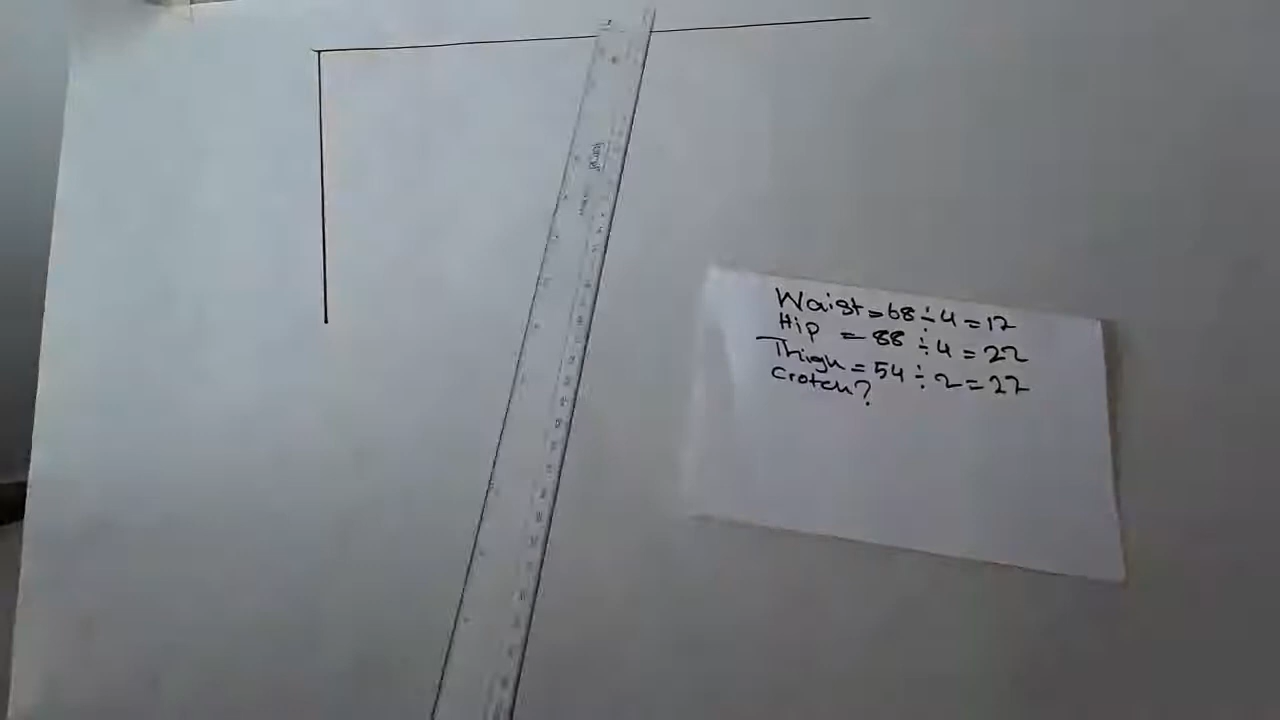 Waist = 68 ÷ 4 = 17
Hip = 88 ÷ 4 = 22
Thigh = 54 ÷ 2 = 27
Crotch?